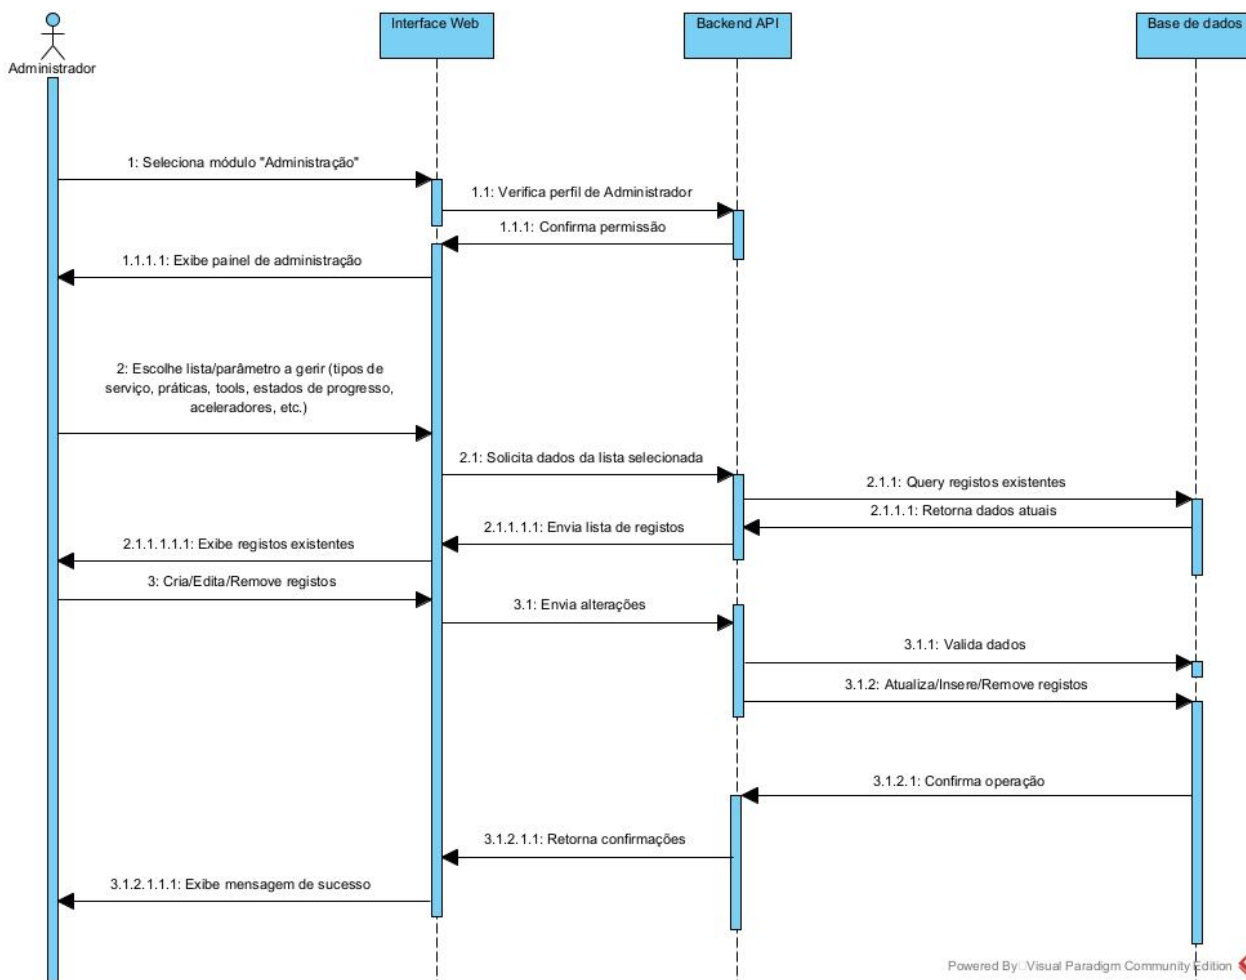 Interface Web
Backend API
Base de dados
Administrador
1: Seleciona módulo "Administração"
1.1: Verifica perfil de Administrador
1.1.1: Confirma permissão
1.1.1.1: Exibe painel de administração
2: Escolhe lista/parâmetro a gerir (tipos de
serviço, práticas, tools, estados de progresso,
aceleradores, etc.)
2.1: Solicita dados da lista selecionada
2.1.1: Query registos existentes
2.1.1.1: Retorna dados atuais
2.1.1.1.1: Envia lista de registos
2.1.1.1.1.1: Exibe registos existentes
3: Cria/Edita/Remove registos
3.1: Envia alterações
3.1.1: Valida dados
3.1.2: Atualiza/Insere/Remove registos
3.1.2.1: Confirma operação
3.1.2.1.1: Retorna confirmações
3.1.2.1.1.1: Exibe mensagem de sucesso
Powered By Visual Paradigm Community Edition